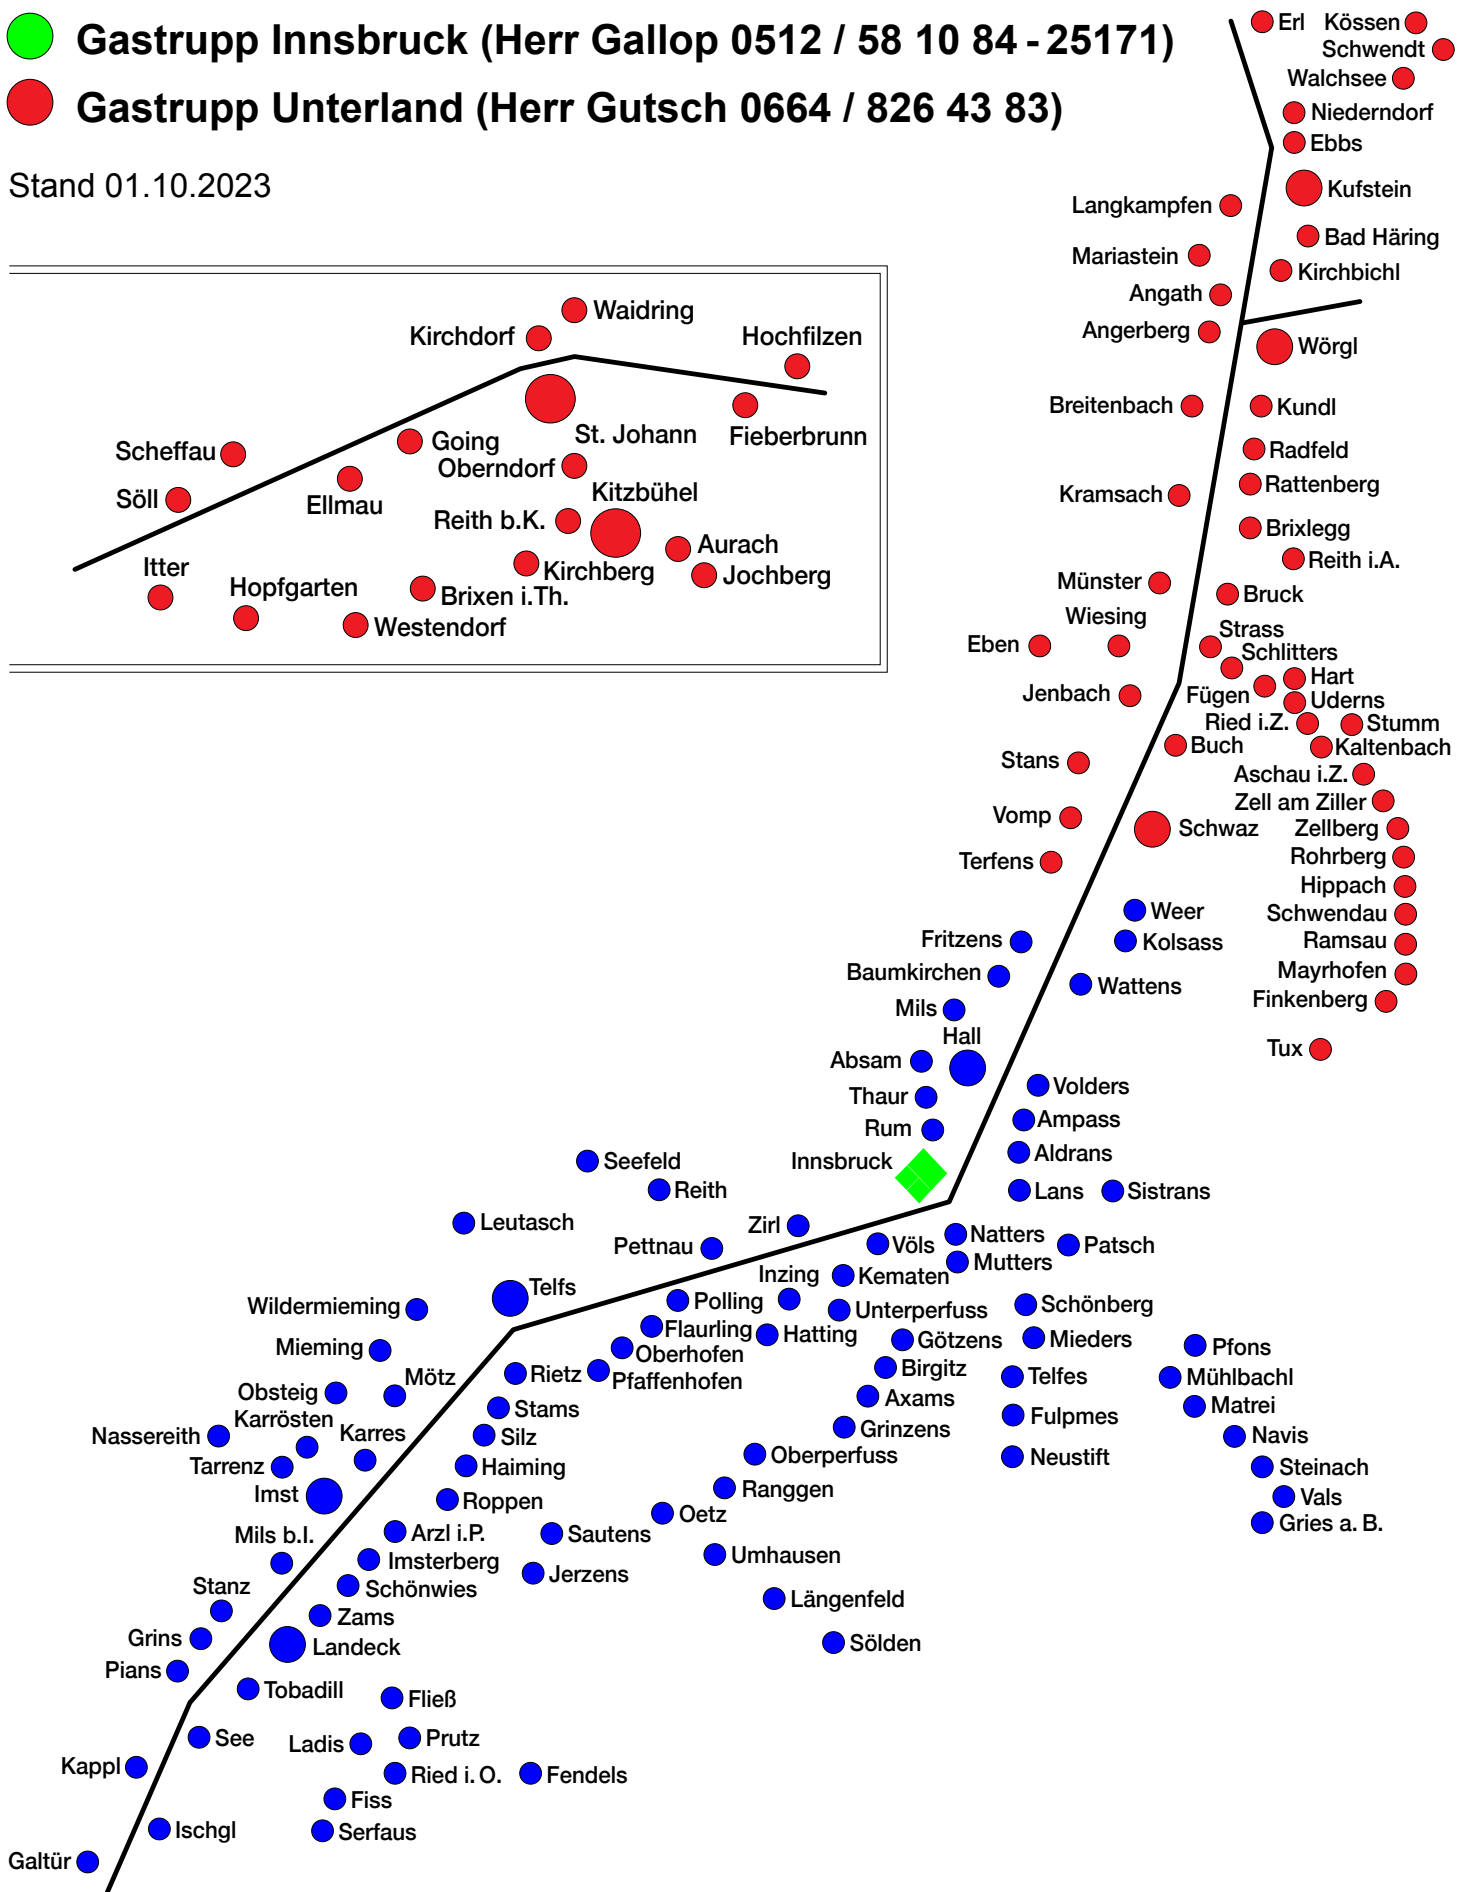 Gastrupp Innsbruck (Herr Gallop 0512 / 58 10 84 - 25171)
Gastrupp Unterland (Herr Gutsch 0664 / 826 43 83)
Stand 01.10.2023
Erl
Kössen
Schwendt
Walchsee
Niederndorf
Ebbs
Kufstein
Langkampfen
Bad Häring
Mariastein
Kirchbichl
Angath
Angerberg
Wörgl
Waidring
Kirchdorf
Hochfilzen
St. Johann
Fieberbrunn
Going
Scheffau
Oberndorf
Ellmau
Söll
Kitzbühel
Reith b.K.
Aurach
Kirchberg
Jochberg
Itter
Hopfgarten
Brixen i.Th.
Westendorf
Breitenbach
Kundl
Radfeld
Kramsach
Rattenberg
Brixlegg
Reith i.A.
Münster
Bruck
Wiesing
Strass
Eben
Schlitters
Hart
Jenbach
Fügen
Uderns
Ried i.Z.
Stumm
Buch
Kaltenbach
Stans
Aschau i.Z.
Zell am Ziller
Vomp
Schwaz
Zellberg
Terfens
Rohrberg
Hippach
Weer
Schwendau
Fritzens
Kolsass
Ramsau
Baumkirchen
Mayrhofen
Wattens
Finkenberg
Mils
Hall
Tux
Absam
Volders
Thaur
Ampass
Rum
Aldrans
Innsbruck
Seefeld
Reith
Lans
Sistrans
Leutasch
Zirl
Natters
Pettnau
Völs
Patsch
Mutters
Inzing
Kematen
Telfs
Polling
Wildermieming
Unterperfuss
Schönberg
Flaurling
Hatting
Götzens
Mieders
Mieming
Oberhofen
Pfons
Birgitz
Mötz
Rietz
Pfaffenhofen
Telfes
Mühlbachl
Obsteig
Axams
Matrei
Karrösten
Stams
Fulpmes
Nassereith
Karres
Silz
Grinzens
Navis
Tarrenz
Haiming
Oberperfuss
Neustift
Steinach
Imst
Roppen
Ranggen
Vals
Oetz
Gries a. B.
Mils b.I.
Arzl i.P.
Sautens
Imsterberg
Umhausen
Jerzens
Stanz
Schönwies
Längenfeld
Zams
Grins
Landeck
Sölden
Pians
Tobadill
Fließ
See
Ladis
Prutz
Kappl
Ried i. O.
Fendels
Fiss
Ischgl
Serfaus
Galtür